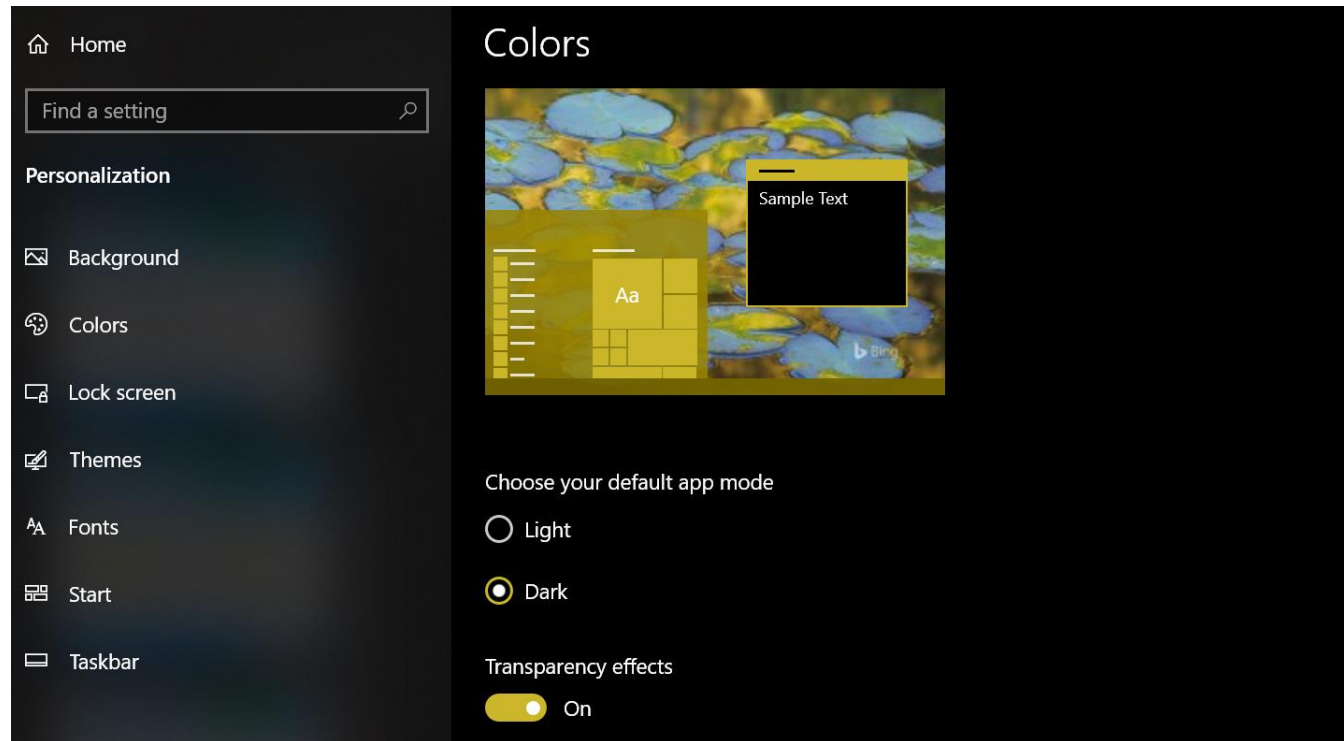 Home
Find a setting
Personalization
Background
Colors
Lock screen
Themes
Fonts
Start
Taskbar
Colors
Sample Text
Aa
Bing
Choose your default app mode
Light
Dark
Transparency effects
On